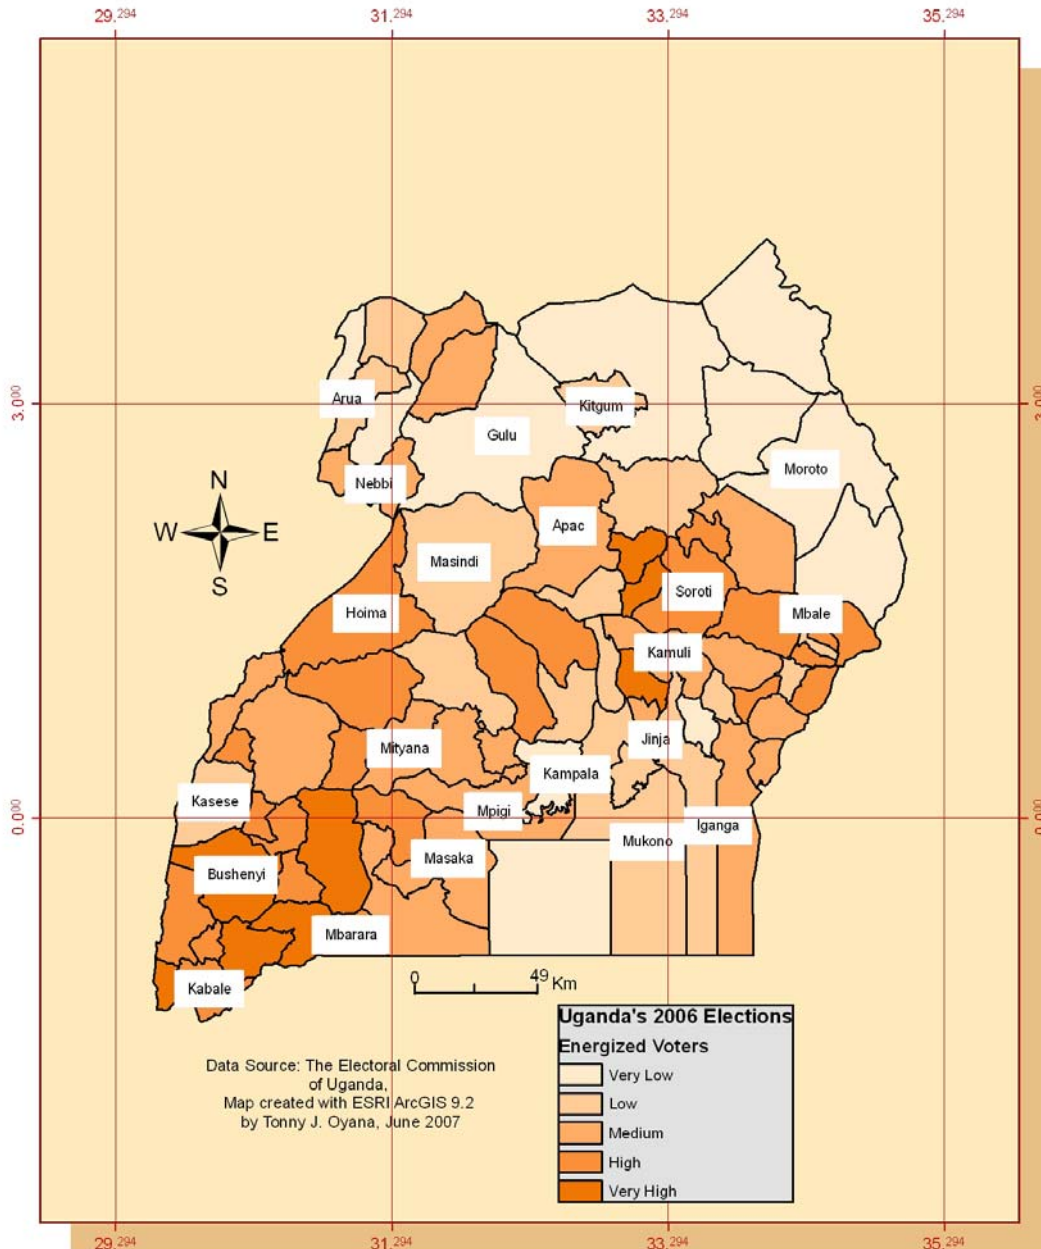 29.294
31.294
33.294
35.294
3.000
3.000
Arua
Kitgum
Gulu
Moroto
Nebbi
N
W
E
S
Apac
Masindi
Soroti
Hoima
Mbale
Kamuli
Jinja
Mityana
Kampala
Kasese
Mpigi
0.000
0.000
Iganga
Mukono
Masaka
Bushenyi
Mbarara
Kabale
0 49 Km
Uganda's 2006 Elections
Energized Voters
Very Low
Low
Medium
High
Very High
Data Source: The Electoral Commission
of Uganda,
Map created with ESRI ArcGIS 9.2
by Tonny J. Oyana, June 2007
29.294
31.294
33.294
35.294